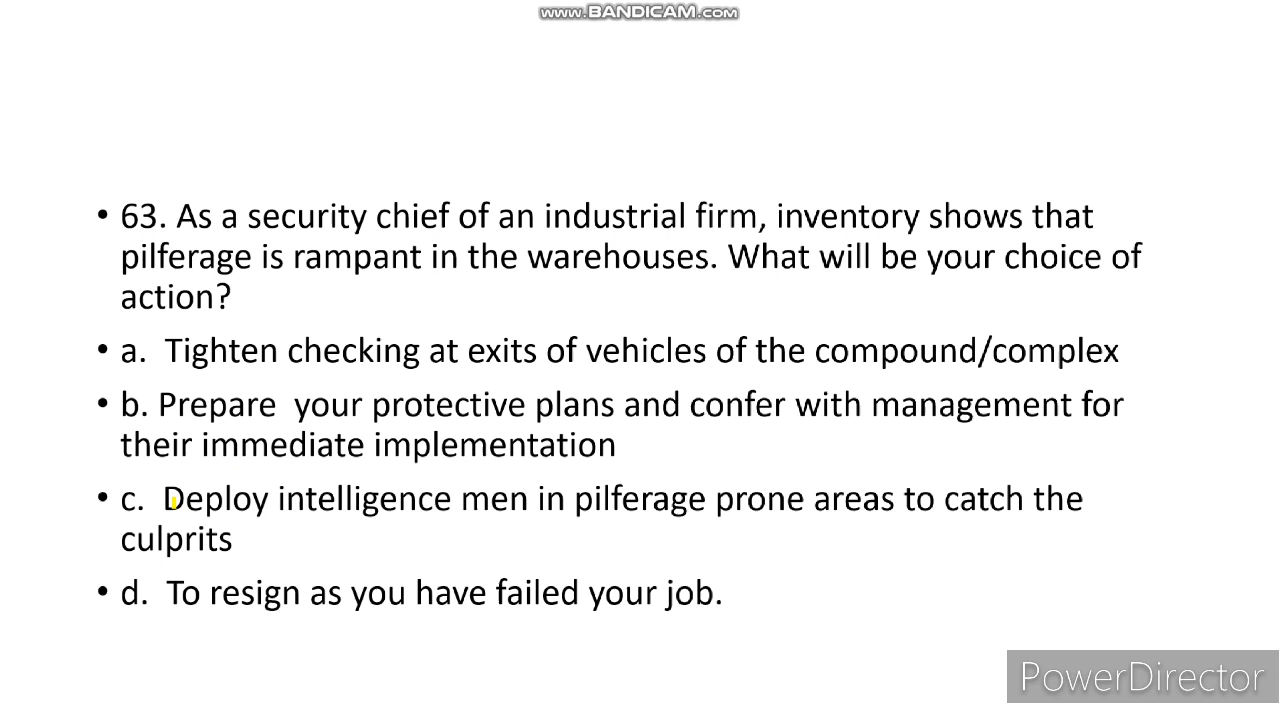 www.BANDICAM.com
• 63. As a security chief of an industrial firm, inventory shows that
pilferage is rampant in the warehouses. What will be your choice of
action?
• a. Tighten checking at exits of vehicles of the compound/complex
• b. Prepare your protective plans and confer with management for
their immediate implementation
• c. Deploy intelligence men in pilferage prone areas to catch the
culprits
• d. To resign as you have failed your job.
PowerDirector